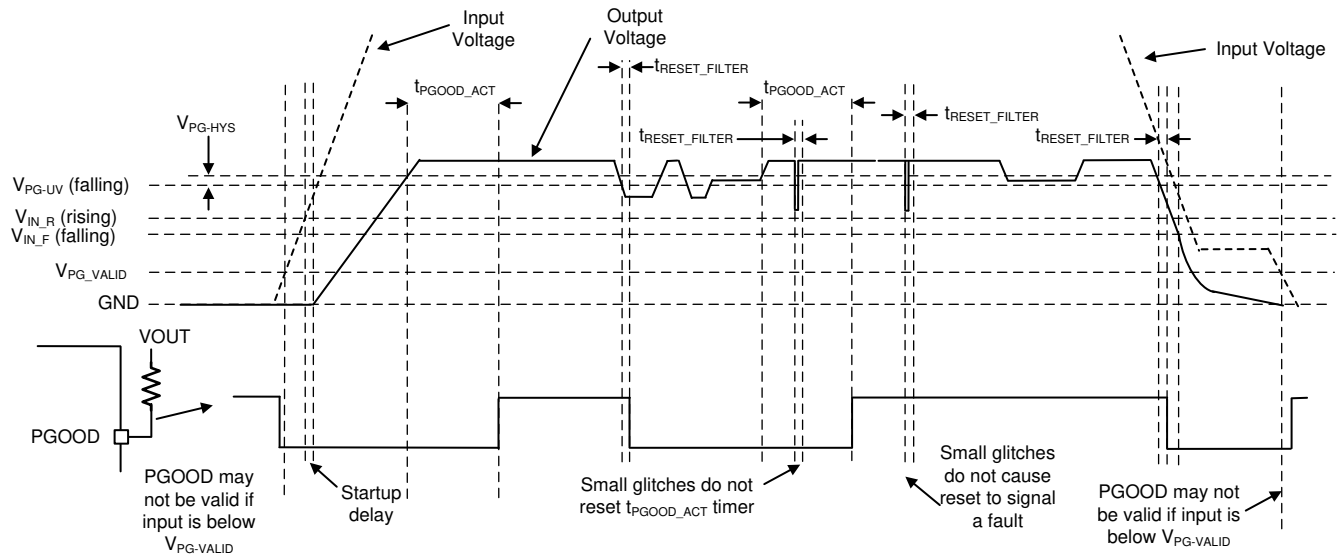 Input
Voltage
Output
Voltage
Input Voltage
tRESET_FILTER
tPGOOD_ACT
tPGOOD_ACT
tRESET_FILTER
tRESET_FILTER
tRESET_FILTER
VPG-HYS
VPG-UV (falling)
VIN_R (rising)
VIN_F (falling)
VPG_VALID
GND
VOUT
PGOOD
PGOOD may
not be valid if
input is below
VPG-VALID
Startup
delay
Small glitches do not
reset tPGOOD_ACT timer
Small glitches
do not cause
reset to signal
a fault
PGOOD may not
be valid if input is
below VPG-VALID